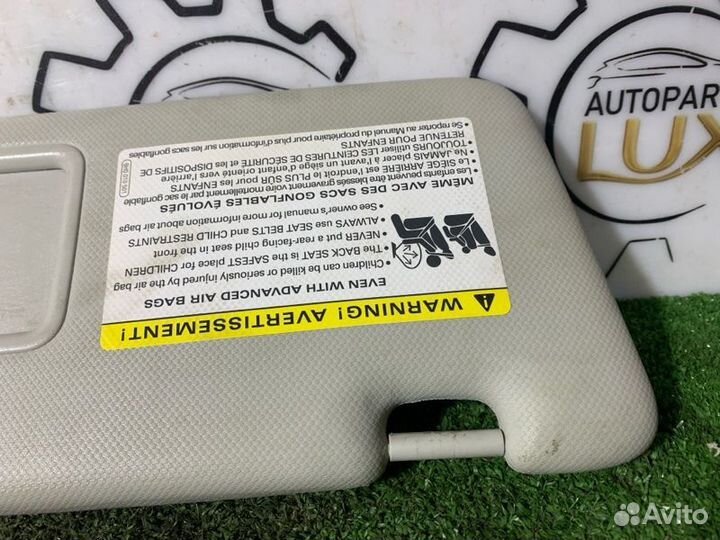 WARNING! AVERTISSEMENT!
EVEN WITH ADVANCED AIR BAGS
• Children can be killed or seriously injured by the air bag
• The BACK SEAT is the SAFEST place for CHILDREN
• NEVER put a rear-facing child seat in the front
• ALWAYS use SEAT BELTS and CHILD RESTRAINTS
• See owner's manual for more information about air bags
MÊME AVEC DES SACS GONFLABLES ÉVOLUÉS
• Les enfants peuvent être blessés gravement voire mortellement par le sac gonflable
• Le SIÈGE ARRIÈRE est l'endroit le PLUS SÛR pour les ENFANTS
• Ne JAMAIS placer à l'avant un siège d'enfant orienté vers l'arrière
TOUJOURS utiliser LES CEINTURES DE SÉCURITÉ et les DISPOSITIFS DE
RETENUE POUR ENFANTS
• Se reporter au Manuel du propriétaire pour plus d'information sur les sacs gonflables
AUTOPAR
LUX
Avito